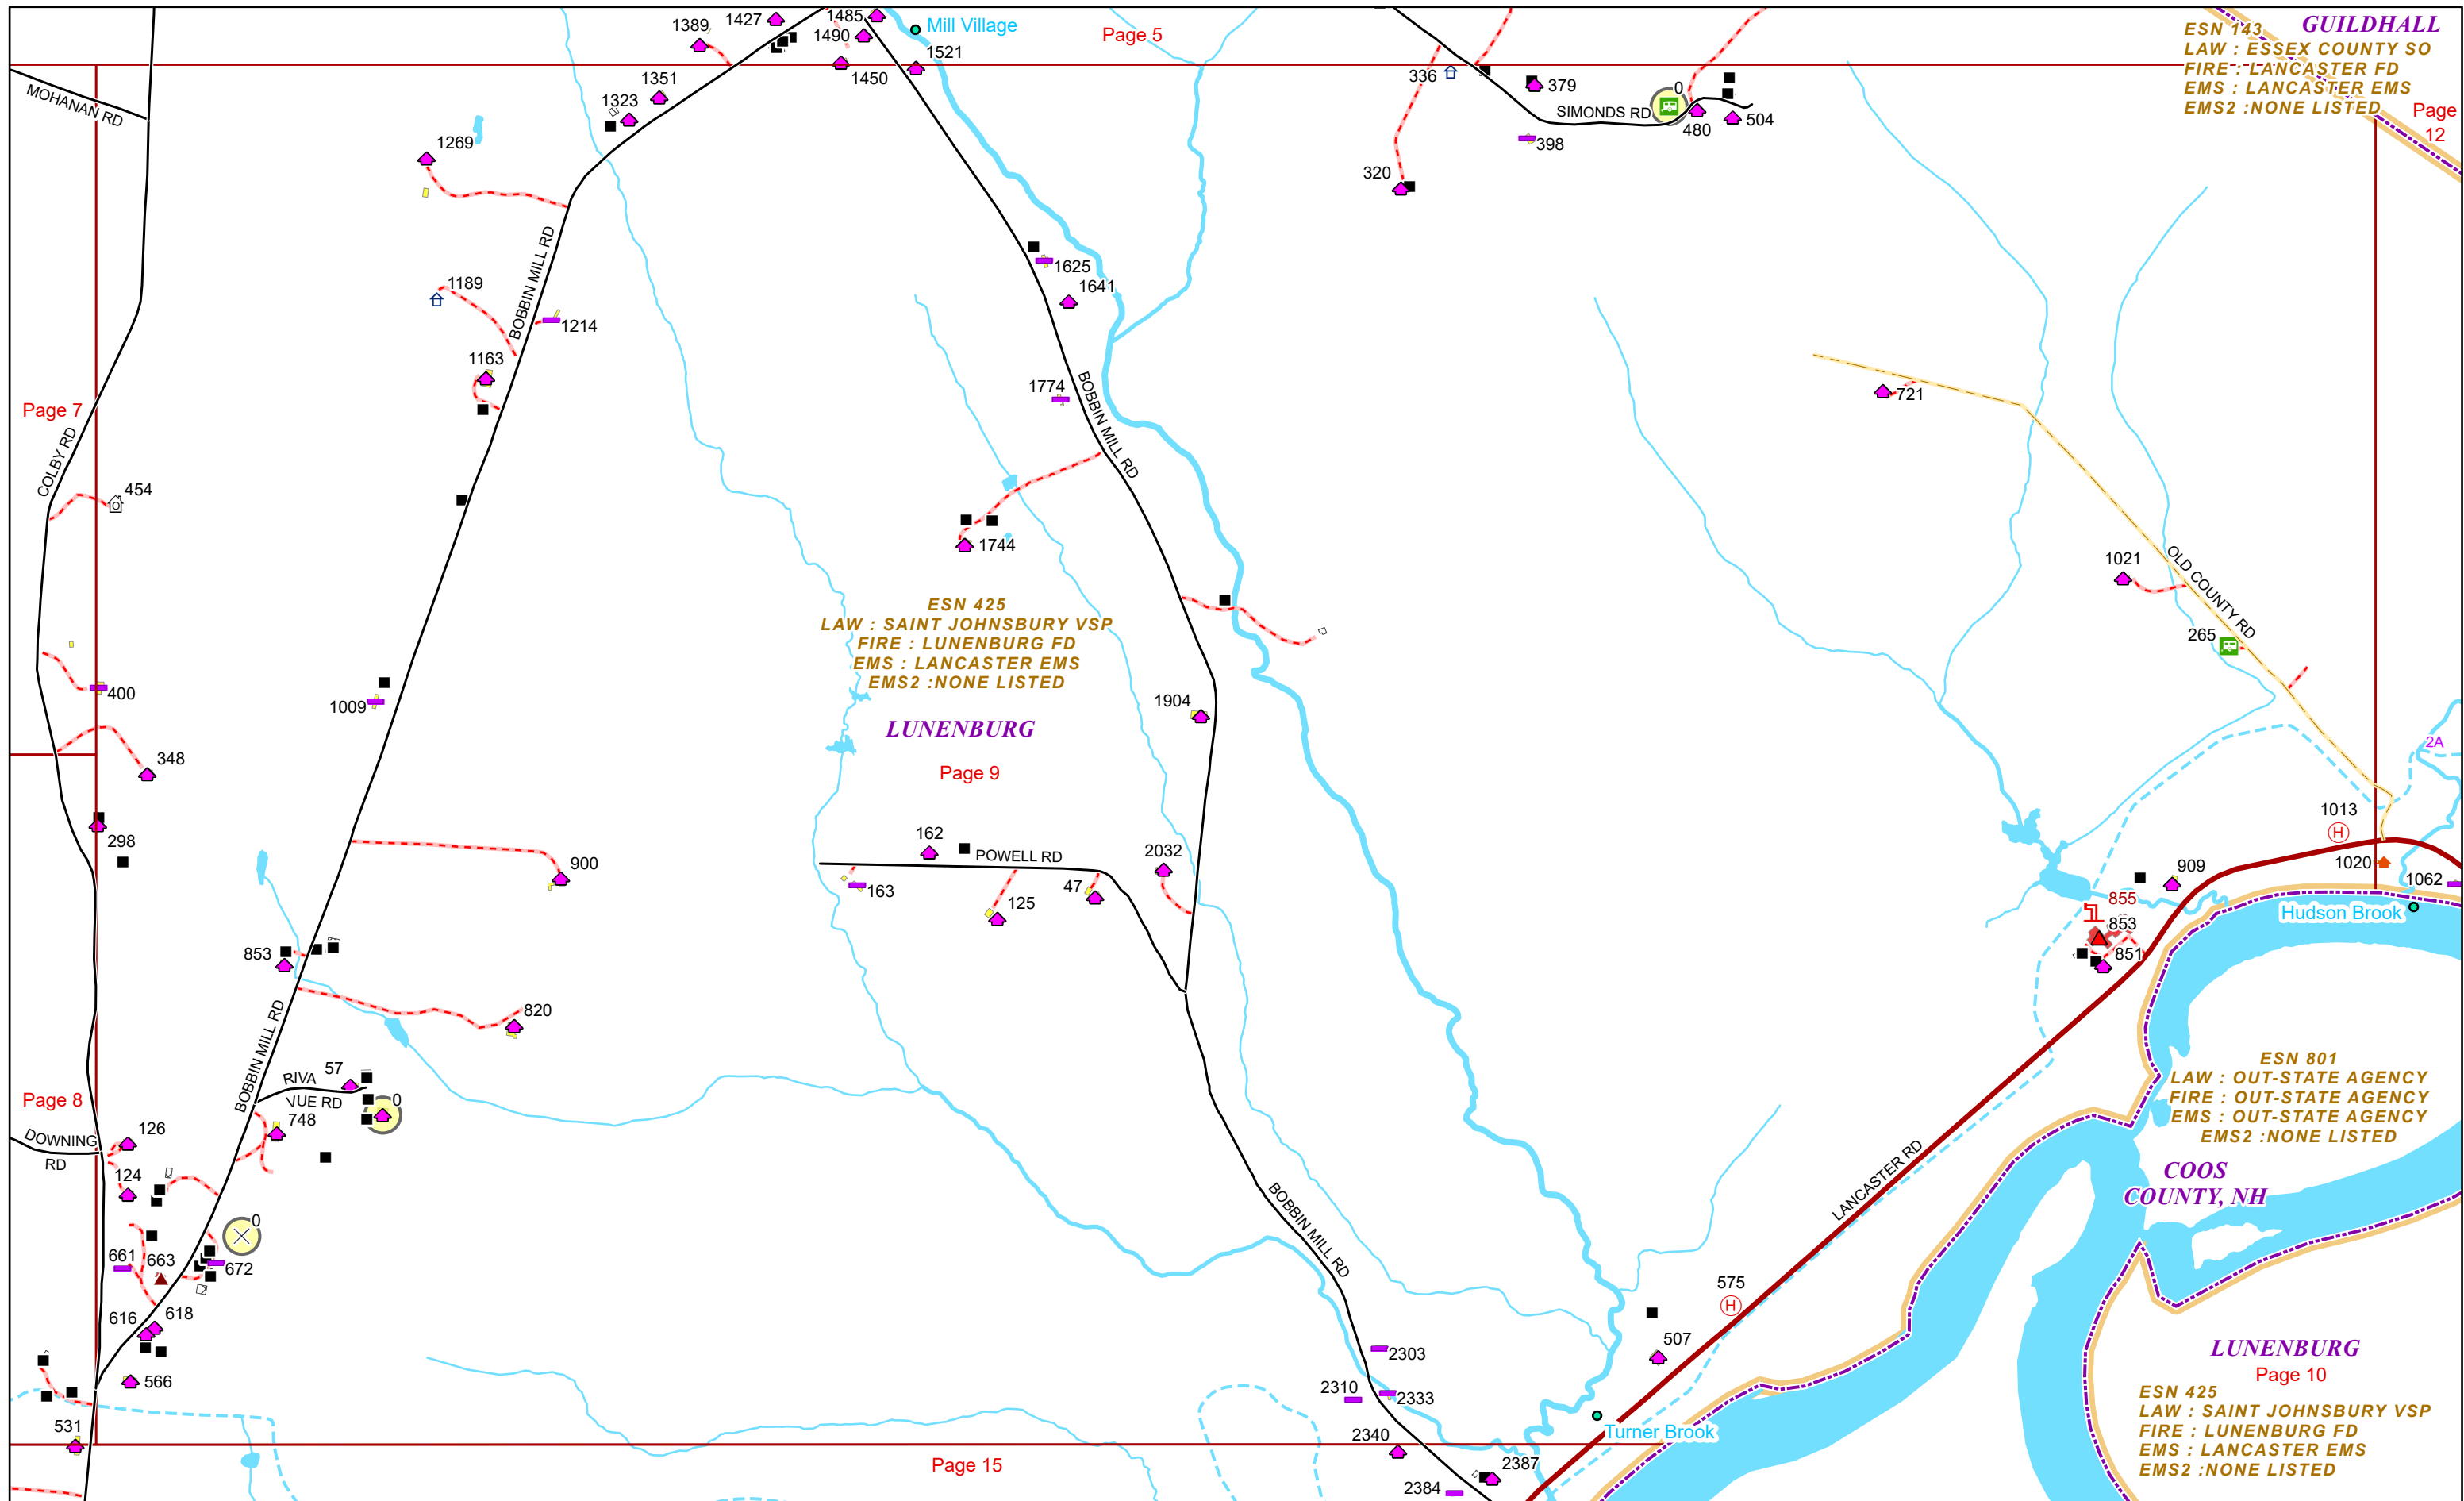 1389
1427
1485
1490
Mill Village
Page 5
1521
1450
ESN 143
GUILDHALL
LAW : ESSEX COUNTY SO
FIRE : LANCASTER FD
EMS : LANCASTER EMS
EMS2 :NONE LISTED
Page
12
MOHANAN RD
1323
1351
336
379
0
SIMONDS RD
480
504
398
320
1269
1189
BOBBIN MILL RD
1214
1163
1625
1641
1774
BOBBIN MILL RD
721
Page 7
COLBY RD
454
1744
1021
OLD COUNTY RD
265
ESN 425
LAW : SAINT JOHNSBURY VSP
FIRE : LUNENBURG FD
EMS : LANCASTER EMS
EMS2 :NONE LISTED
400
1009
1904
LUNENBURG
Page 9
2A
348
298
1013
H
1020
1062
900
162
POWELL RD
163
125
47
2032
909
855
853
851
Hudson Brook
853
820
BOBBIN MILL RD
RIVA
VUE RD
57
0
748
ESN 801
LAW : OUT-STATE AGENCY
FIRE : OUT-STATE AGENCY
EMS : OUT-STATE AGENCY
EMS2 :NONE LISTED
COOS
COUNTY, NH
Page 8
DOWNING
RD
126
124
0
661
663
672
BOBBIN MILL RD
LANCASTER RD
575
H
507
616
618
566
531
2303
2310
2333
2340
2384
2387
Turner Brook
Page 15
LUNENBURG
Page 10
ESN 425
LAW : SAINT JOHNSBURY VSP
FIRE : LUNENBURG FD
EMS : LANCASTER EMS
EMS2 :NONE LISTED